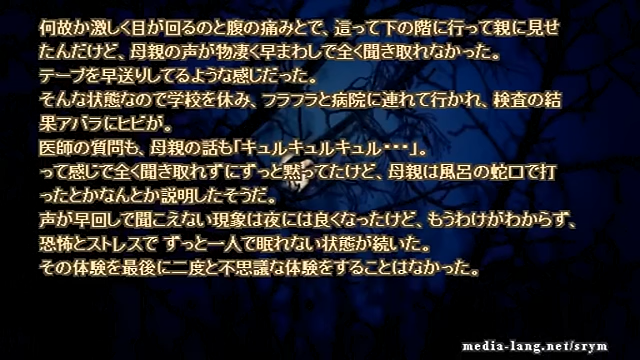 何故か激しく目が回るのと腹の痛みとで、這って下の階に行って親に見せ
たんだけど、母親の声が物凄く早まわしで全く聞き取れなかった。
テープを早送りしてるような感じだった。
そんな状態なので学校を休み、フラフラと病院に連れて行かれ、検査の結
果アバラにヒビが。
医師の質問も、母親の話も「キュルキュルキュル・・・」。
って感じで全く聞き取れずにずっと黙ってたけど、母親は風呂の蛇口で打
ったとかなんとか説明したそうだ。
声が早回しで聞こえない現象は夜には良くなったけど、もうわけがわからず、
恐怖とストレスで ずっと一人で眠れない状態が続いた。
その体験を最後に二度と不思議な体験をすることはなかった。
media-lang.net/srym